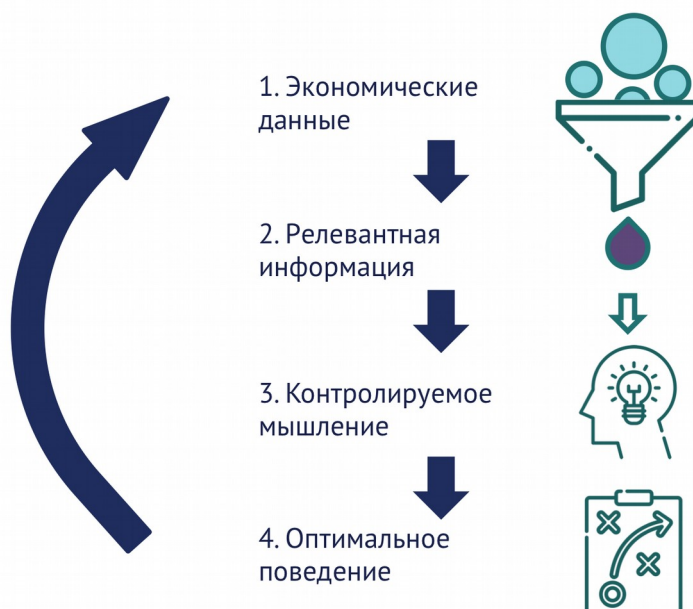 1. Экономические
данные
2. Релевантная
информация
3. Контролируемое
мышление
4. Оптимальное
поведение